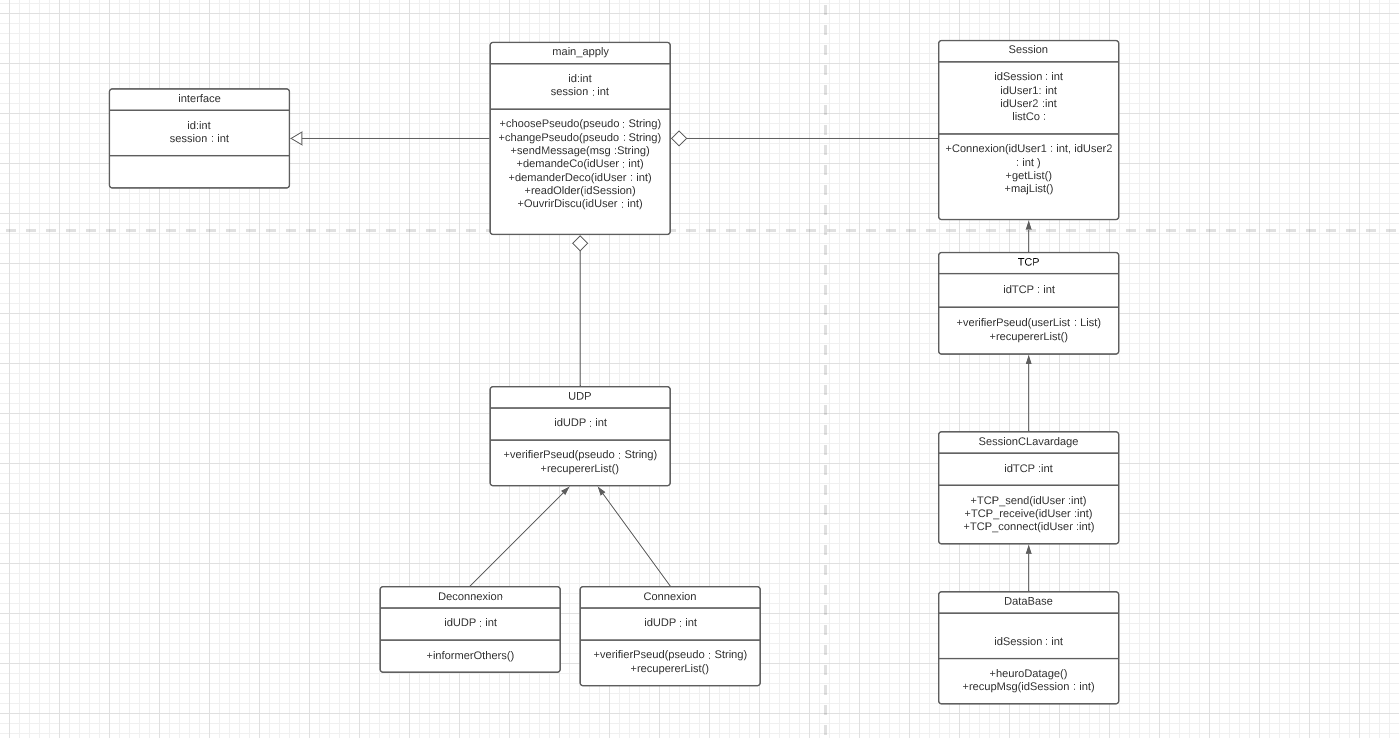 interface
id:int
session : int
main_apply
id:int
session : int
+choosePseudo(pseudo : String)
+changePseudo(pseudo : String)
+sendMessage(msg :String)
+demandeCo(idUser : int)
+demanderDeco(idUser : int)
+readOlder(idSession)
+OuvrirDiscu(idUser : int)
Session
idSession : int
idUser1: int
idUser2 :int
listCo :
+Connexion(idUser1 : int, idUser2
: int )
+getList()
+majList()
TCP
idTCP : int
+verifierPseud(userList : List)
+recupererList()
UDP
idUDP : int
+verifierPseud(pseudo : String)
+recupererList()
SessionCLavardage
idTCP :int
+TCP_send(idUser :int)
+TCP_receive(idUser :int)
+TCP_connect(idUser :int)
Deconnexion
idUDP : int
+informerOthers()
Connexion
idUDP : int
+verifierPseud(pseudo : String)
+recupererList()
DataBase
idSession : int
+heuroDatage()
+recupMsg(idSession : int)